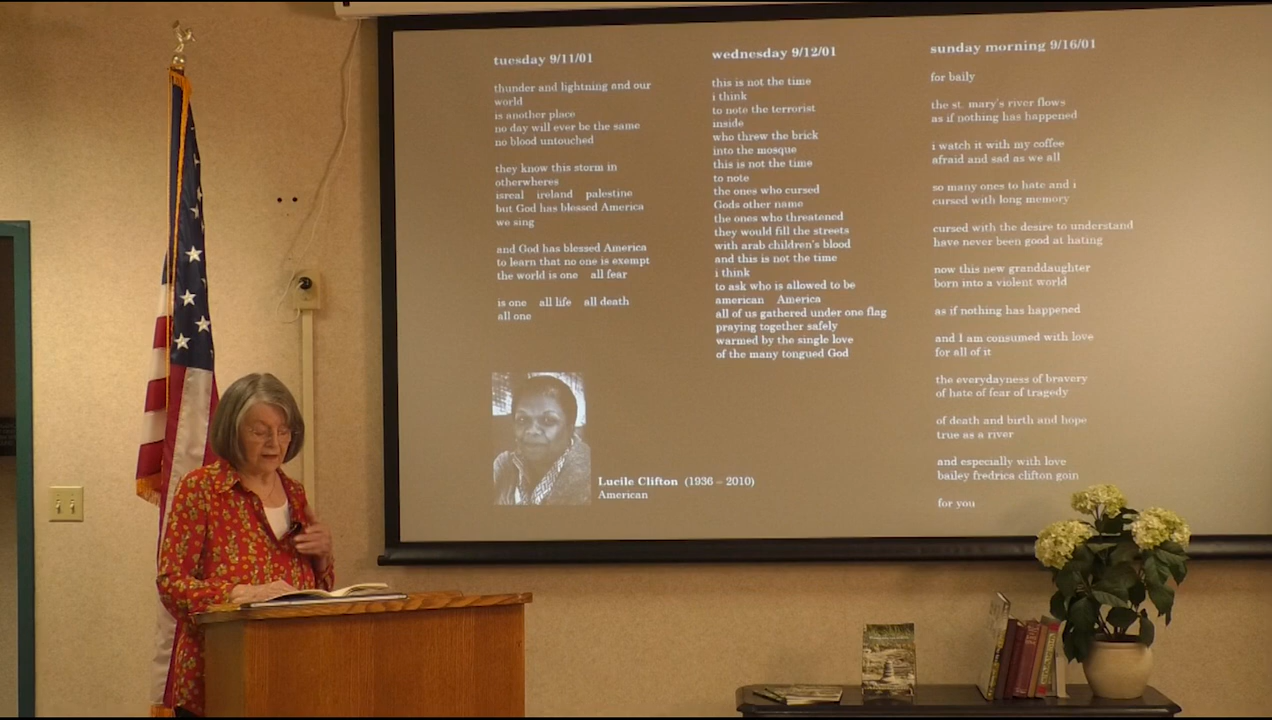 tuesday 9/11/01
thunder and lightning and our
world
is another place
no day will ever be the same
no blood untouched
they know this storm in
otherwheres
isreal ireland palestine
but God has blessed America
we sing
and God has blessed America
to learn that no one is exempt
the world is one all fear
is one all life all death
all one
wednesday 9/12/01
this is not the time
i think
to note the terrorist
inside
who threw the brick
into the mosque
this is not the time
to note
the ones who cursed
Gods other name
the ones who threatened
they would fill the streets
with arab children's blood
and this is not the time
i think
to ask who is allowed to be
american America
all of us gathered under one flag
praying together safely
warmed by the single love
of the many tongued God
sunday morning 9/16/01
for baily
the st. mary's river flows
as if nothing has happened
i watch it with my coffee
afraid and sad as we all
so many ones to hate and i
cursed with long memory
cursed with the desire to understand
have never been good at hating
now this new granddaughter
born into a violent world
as if nothing has happened
and I am consumed with love
for all of it
the everydayness of bravery
of hate of fear of tragedy
of death and birth and hope
true as a river
and especially with love
bailey fredrica clifton goin
for you
Lucile Clifton (1936 – 2010)
American